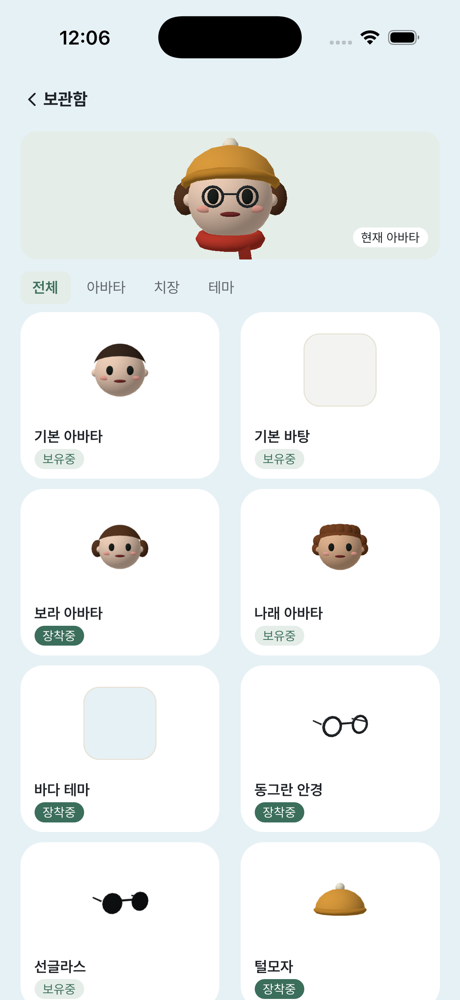 12:06
보관함
현재 아바타
전체 아바타 치장 테마
기본 아바타
보유중
기본 바탕
보유중
보라 아바타
장착중
나래 아바타
보유중
바다 테마
장착중
동그란 안경
장착중
선글라스
보유중
털모자
장착중